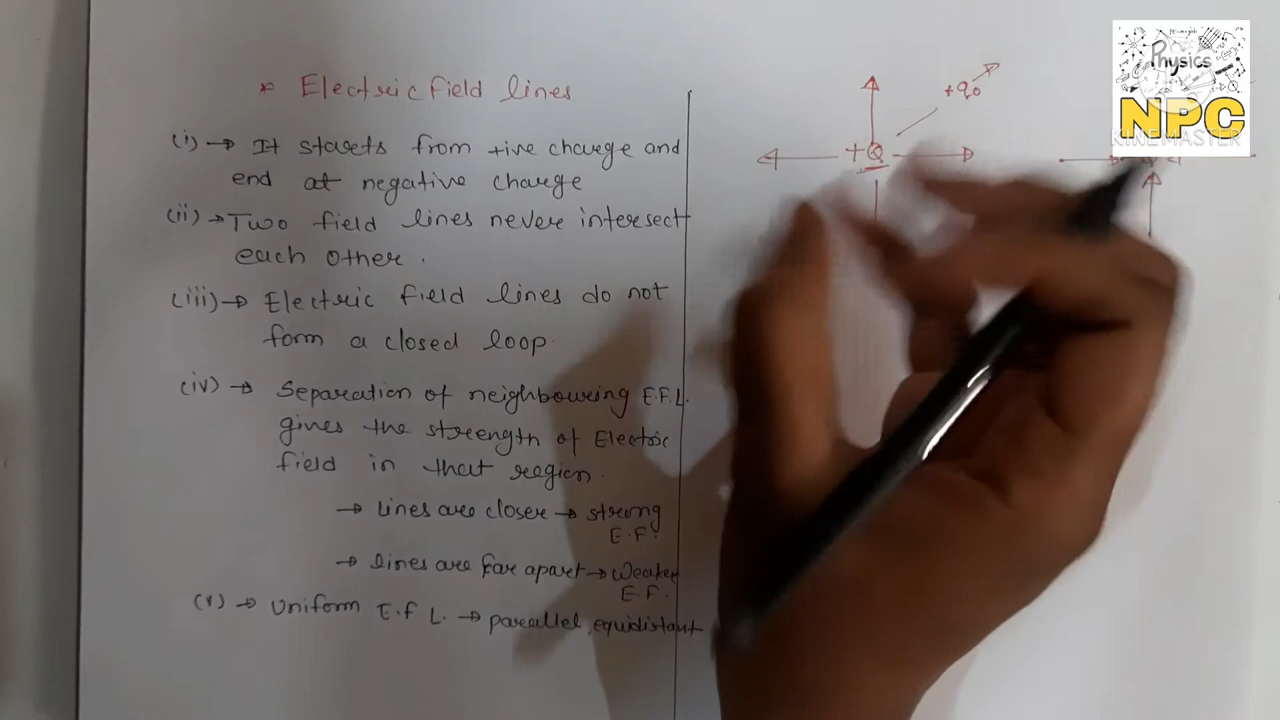 * Electric field lines
(i) → It starts from +ive charge and
end at negative charge
(ii) → Two field lines never intersect
each other.
(iii) → Electric field lines do not
form a closed loop.
(iv) → Separation of neighbouring E.F.L.
gives the strength of Electric
field in that region.
→ Lines are closer → strong
E.F.
→ lines are far apart → Weaker
E.F.
(v) → Uniform E.F L. → parallel, equidistant
+q₀
+Q
Physics
NPC
KINEMASTER